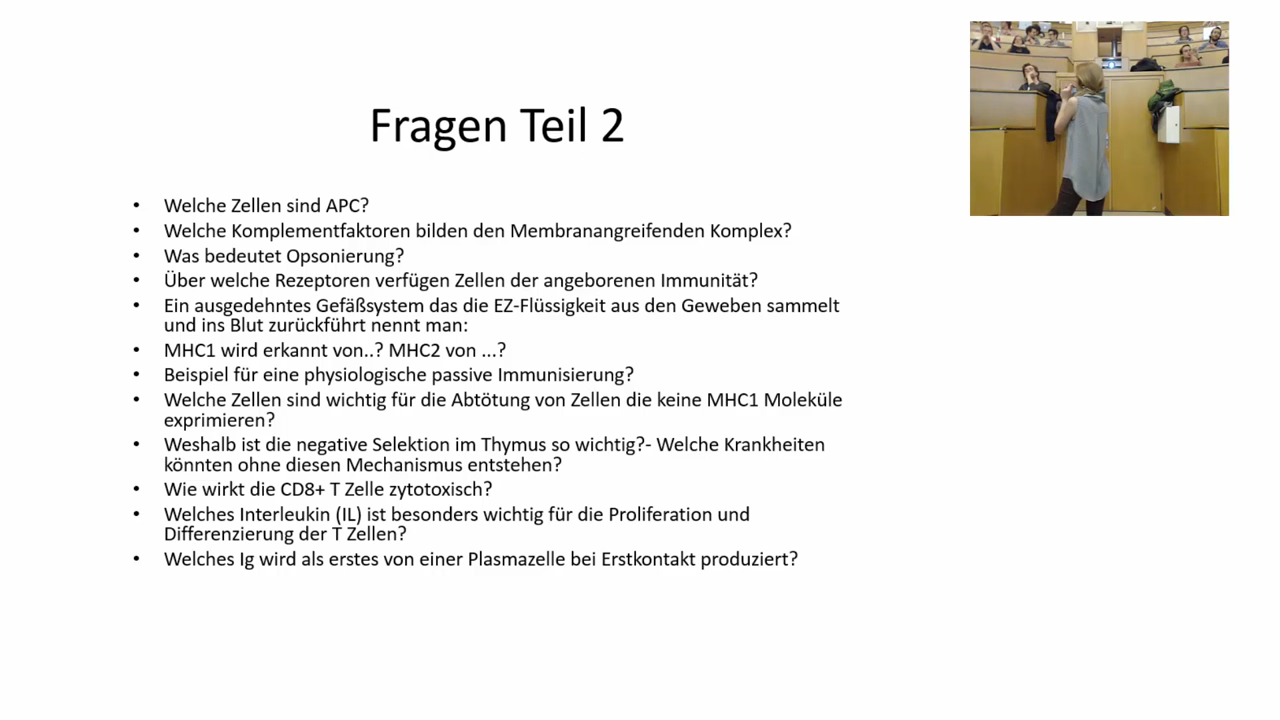 Fragen Teil 2
• Welche Zellen sind APC?
• Welche Komplementfaktoren bilden den Membranangreifenden Komplex?
• Was bedeutet Opsonierung?
• Über welche Rezeptoren verfügen Zellen der angeborenen Immunität?
• Ein ausgedehntes Gefäßsystem das die EZ-Flüssigkeit aus den Geweben sammelt
und ins Blut zurückführt nennt man:
• MHC1 wird erkannt von..? MHC2 von ...?
• Beispiel für eine physiologische passive Immunisierung?
• Welche Zellen sind wichtig für die Abtötung von Zellen die keine MHC1 Moleküle
exprimieren?
• Weshalb ist die negative Selektion im Thymus so wichtig?- Welche Krankheiten
könnten ohne diesen Mechanismus entstehen?
• Wie wirkt die CD8+ T Zelle zytotoxisch?
• Welches Interleukin (IL) ist besonders wichtig für die Proliferation und
Differenzierung der T Zellen?
• Welches Ig wird als erstes von einer Plasmazelle bei Erstkontakt produziert?